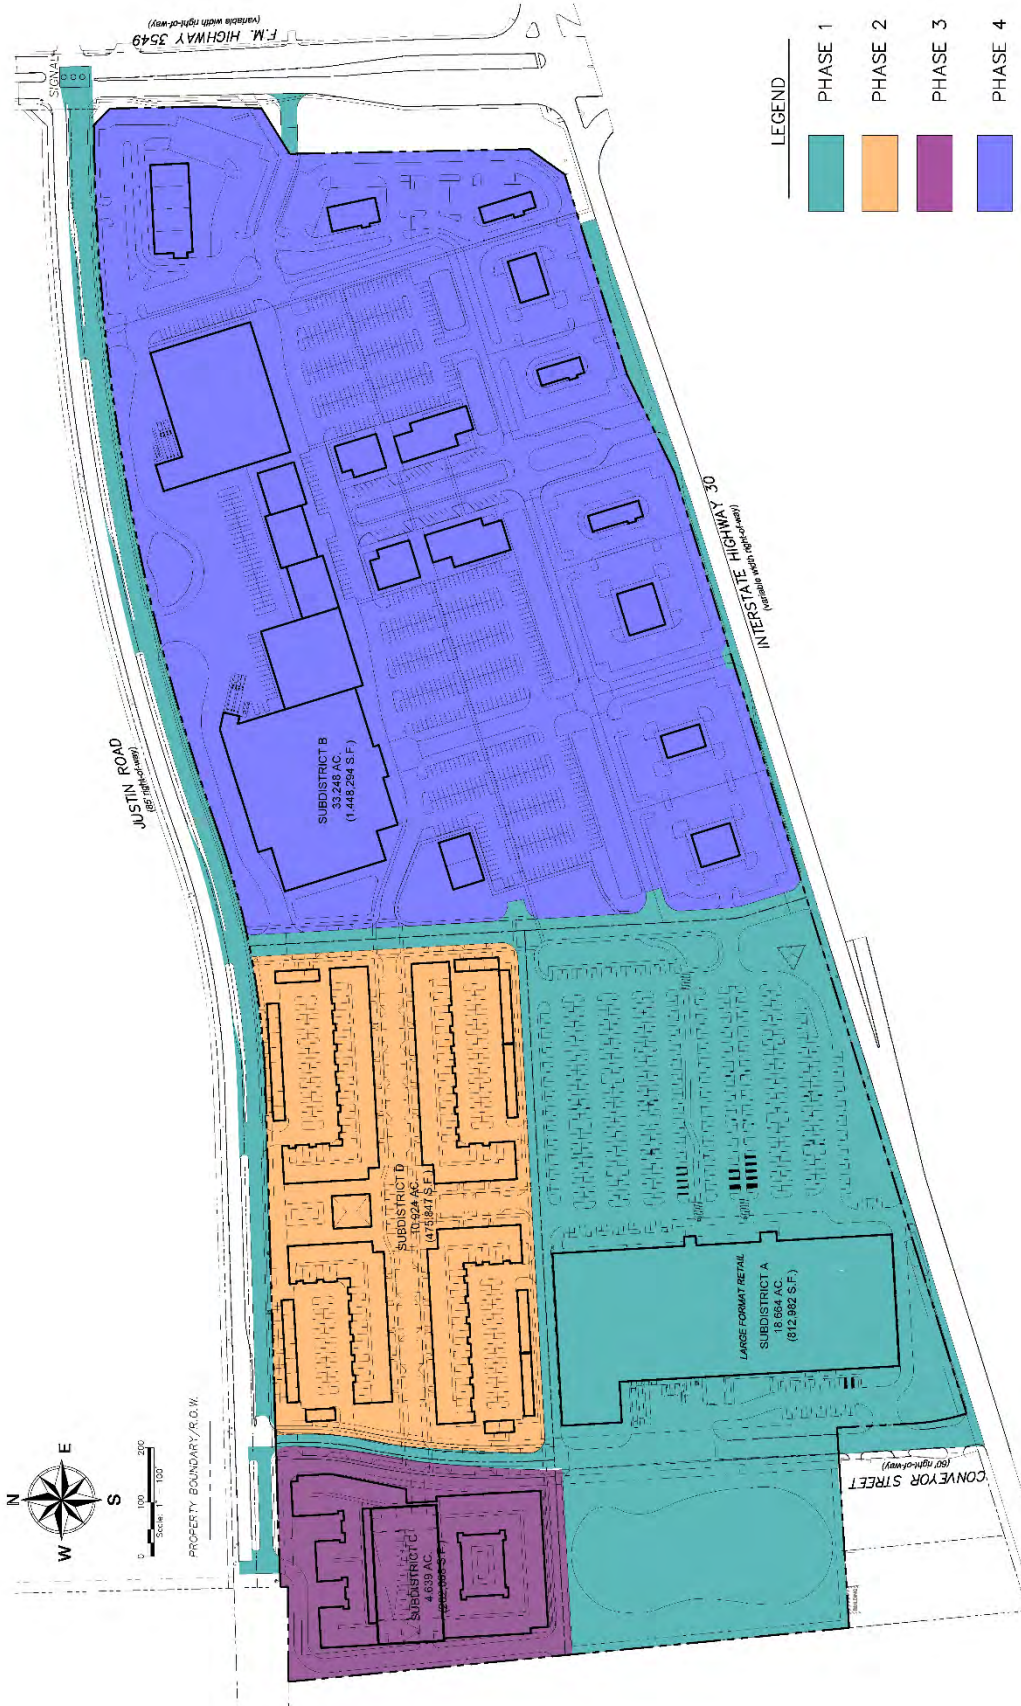 F.M. HIGHWAY 3549
(variable width right-of-way)
SIGNAL
LEGEND
PHASE 1
PHASE 2
PHASE 3
PHASE 4
JUSTIN ROAD
(85' right-of-way)
INTERSTATE HIGHWAY 30
(variable width right-of-way)
SUBDISTRICT B
33.248 AC.
(1,448,294 S.F.)
SUBDISTRICT D
10.924 AC.
(475,847 S.F.)
LARGE FORMAT RETAIL
SUBDISTRICT A
18.664 AC.
(812,982 S.F.)
SUBDISTRICT C
4.639 AC.
CONVEYOR STREET
(60' right-of-way)
N
E
S
W
0 100 200
Scale: 1" 100'
PROPERTY BOUNDARY/R.O.W.